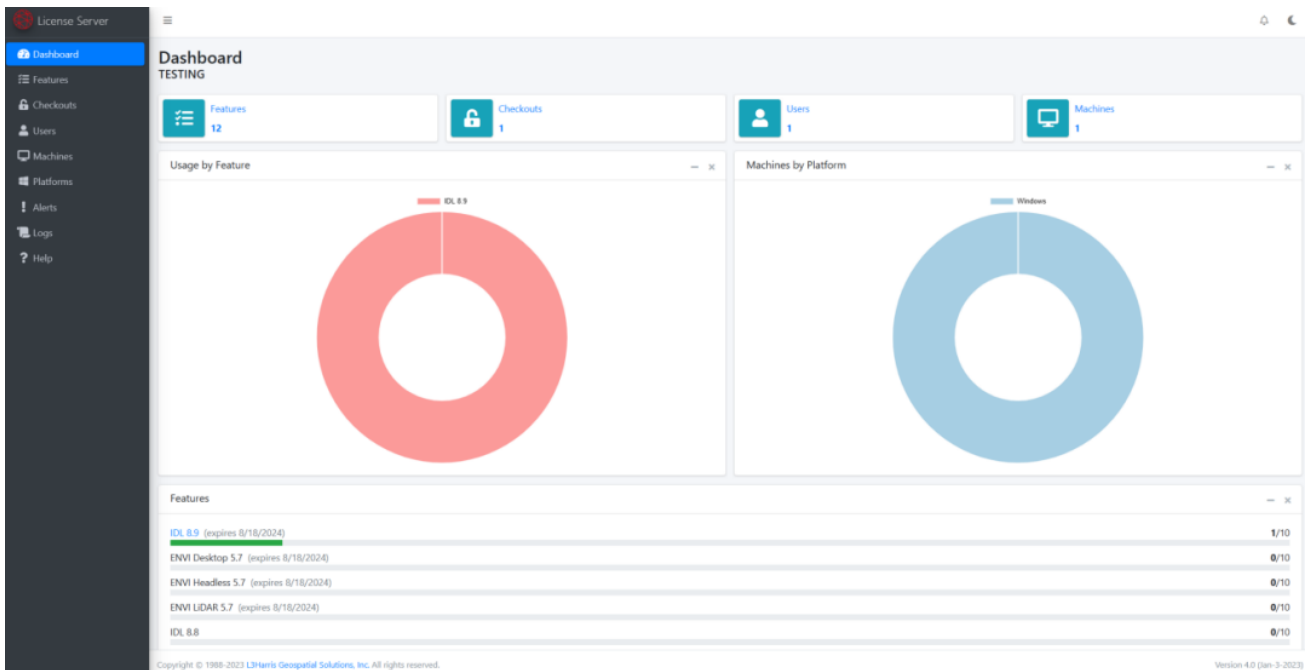 License Server
Dashboard
Features
Checkouts
Users
Machines
Platforms
Alerts
Logs
Help
Dashboard
TESTING
Features
12
Checkouts
1
Users
1
Machines
1
Usage by Feature
IDL 8.9
Machines by Platform
Windows
Features
IDL 8.9 (expires 8/18/2024) 1/10
ENVI Desktop 5.7 (expires 8/18/2024) 0/10
ENVI Headless 5.7 (expires 8/18/2024) 0/10
ENVI LiDAR 5.7 (expires 8/18/2024) 0/10
IDL 8.8 0/10
Copyright © 1988-2023 L3Harris Geospatial Solutions, Inc. All rights reserved. Version 4.0 (Jan-3-2023)